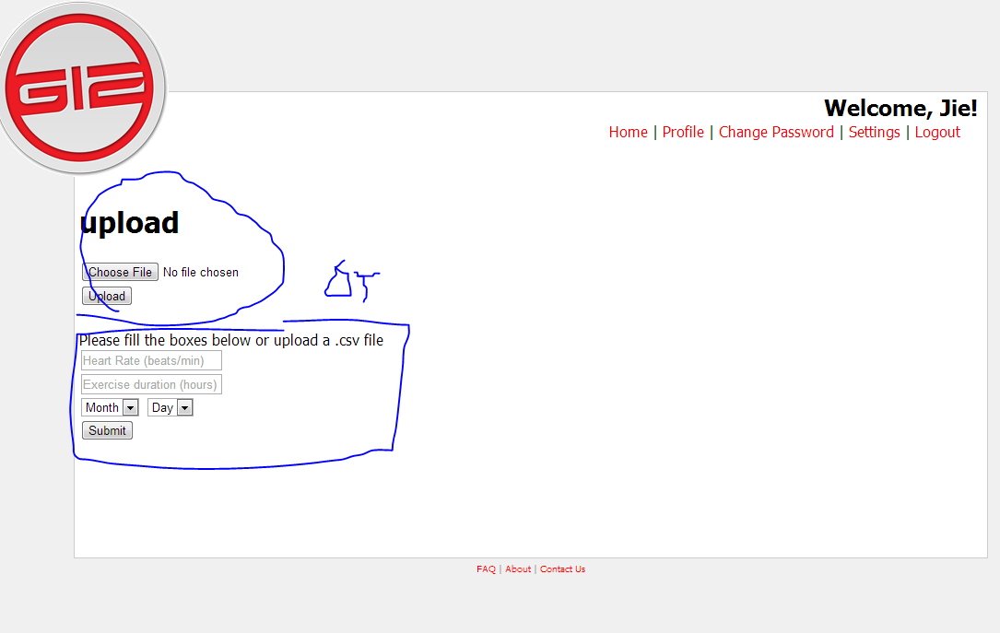 G12
Welcome, Jie!
Home | Profile | Change Password | Settings | Logout
upload
Choose File No file chosen
Upload
ΔT
Please fill the boxes below or upload a .csv file
Heart Rate (beats/min)
Exercise duration (hours)
Month Day
Submit
FAQ | About | Contact Us